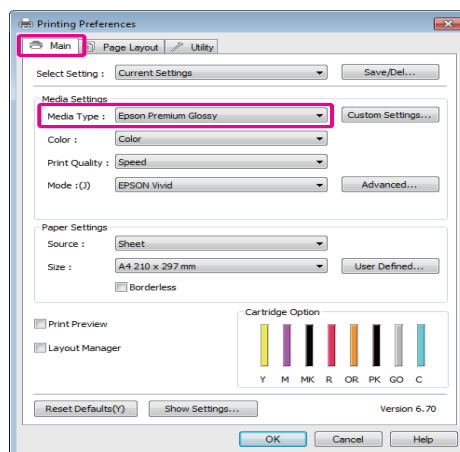 Printing Preferences
Main Page Layout Utility
Select Setting : Current Settings Save/Del...
Media Settings
Media Type : Epson Premium Glossy Custom Settings...
Color : Color
Print Quality : Speed
Mode :(J) EPSON Vivid Advanced...
Paper Settings
Source : Sheet
Size : A4 210 x 297 mm User Defined...
Borderless
Cartridge Option
Print Preview
Layout Manager
Y M MK R OR PK GO C
Reset Defaults(Y) Show Settings... Version 6.70
OK Cancel Help